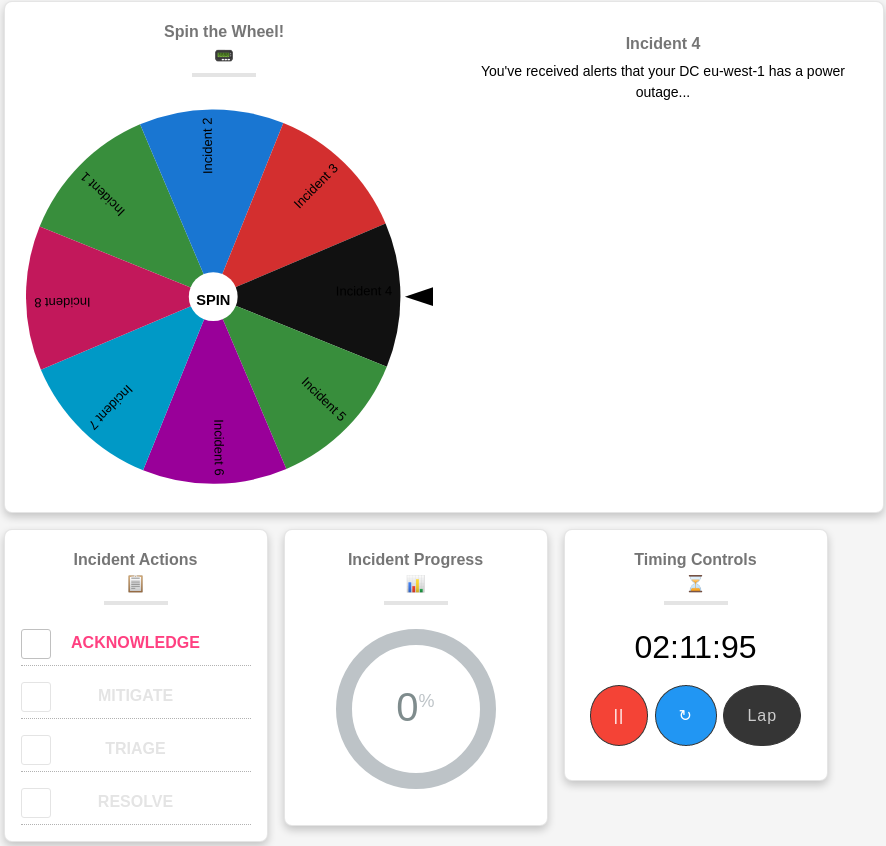 Spin the Wheel!
Incident 4
You've received alerts that your DC eu-west-1 has a power
outage...
Incident 1
Incident 2
Incident 3
Incident 4
Incident 5
Incident 6
Incident 7
Incident 8
SPIN
Incident Actions
ACKNOWLEDGE
MITIGATE
TRIAGE
RESOLVE
Incident Progress
0%
Timing Controls
02:11:95
||
↻
Lap